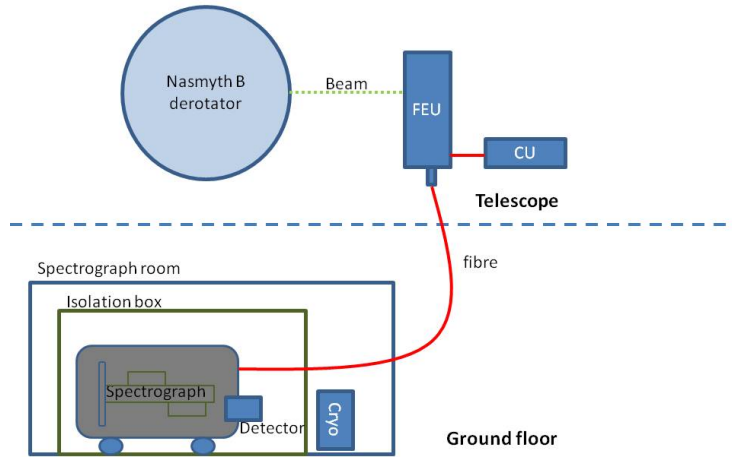 Nasmyth B
derotator
Beam
FEU
CU
Telescope
fibre
Spectrograph room
Isolation box
Spectrograph
Detector
Cryo
Ground floor